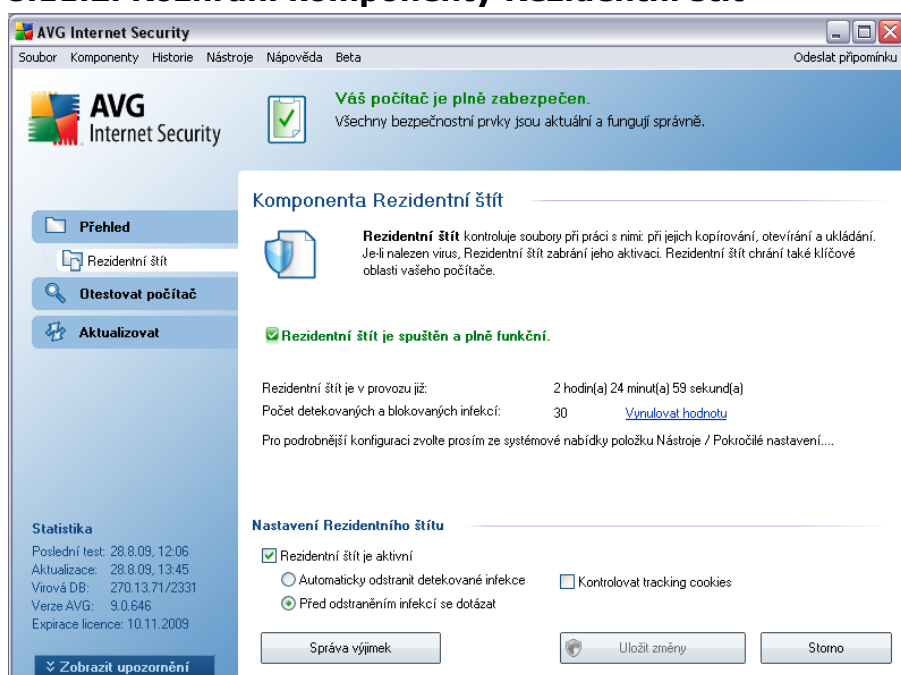 AVG Internet Security
Soubor Komponenty Historie Nástroje Nápověda Beta Odeslat připomínku
AVG
Internet Security
Váš počítač je plně zabezpečen.
Všechny bezpečnostní prvky jsou aktuální a fungují správně.
Přehled
Rezidentní štít
Otestovat počítač
Aktualizovat
Komponenta Rezidentní štít
Rezidentní štít kontroluje soubory při práci s nimi: při jejich kopírování, otevírání a ukládání.
Je-li nalezen virus, Rezidentní štít zabrání jeho aktivaci. Rezidentní štít chrání také klíčové
oblasti vašeho počítače.
Rezidentní štít je spuštěn a plně funkční.
Rezidentní štít je v provozu již: 2 hodin(a) 24 minut(a) 59 sekund(a)
Počet detekovaných a blokovaných infekcí: 30 Vynulovat hodnotu
Pro podrobnější konfiguraci zvolte prosím ze systémové nabídky položku Nástroje / Pokročilé nastavení....
Statistika
Poslední test: 28.8.09, 12:06
Aktualizace: 28.8.09, 13:45
Virová DB: 270.13.71/2331
Verze AVG: 9.0.646
Expirace licence: 10.11.2009
Zobrazit upozornění
Nastavení Rezidentního štítu
Rezidentní štít je aktivní
Automaticky odstranit detekované infekce Kontrolovat tracking cookies
Před odstraněním infekcí se dotázat
Správa výjimek Uložit změny Storno